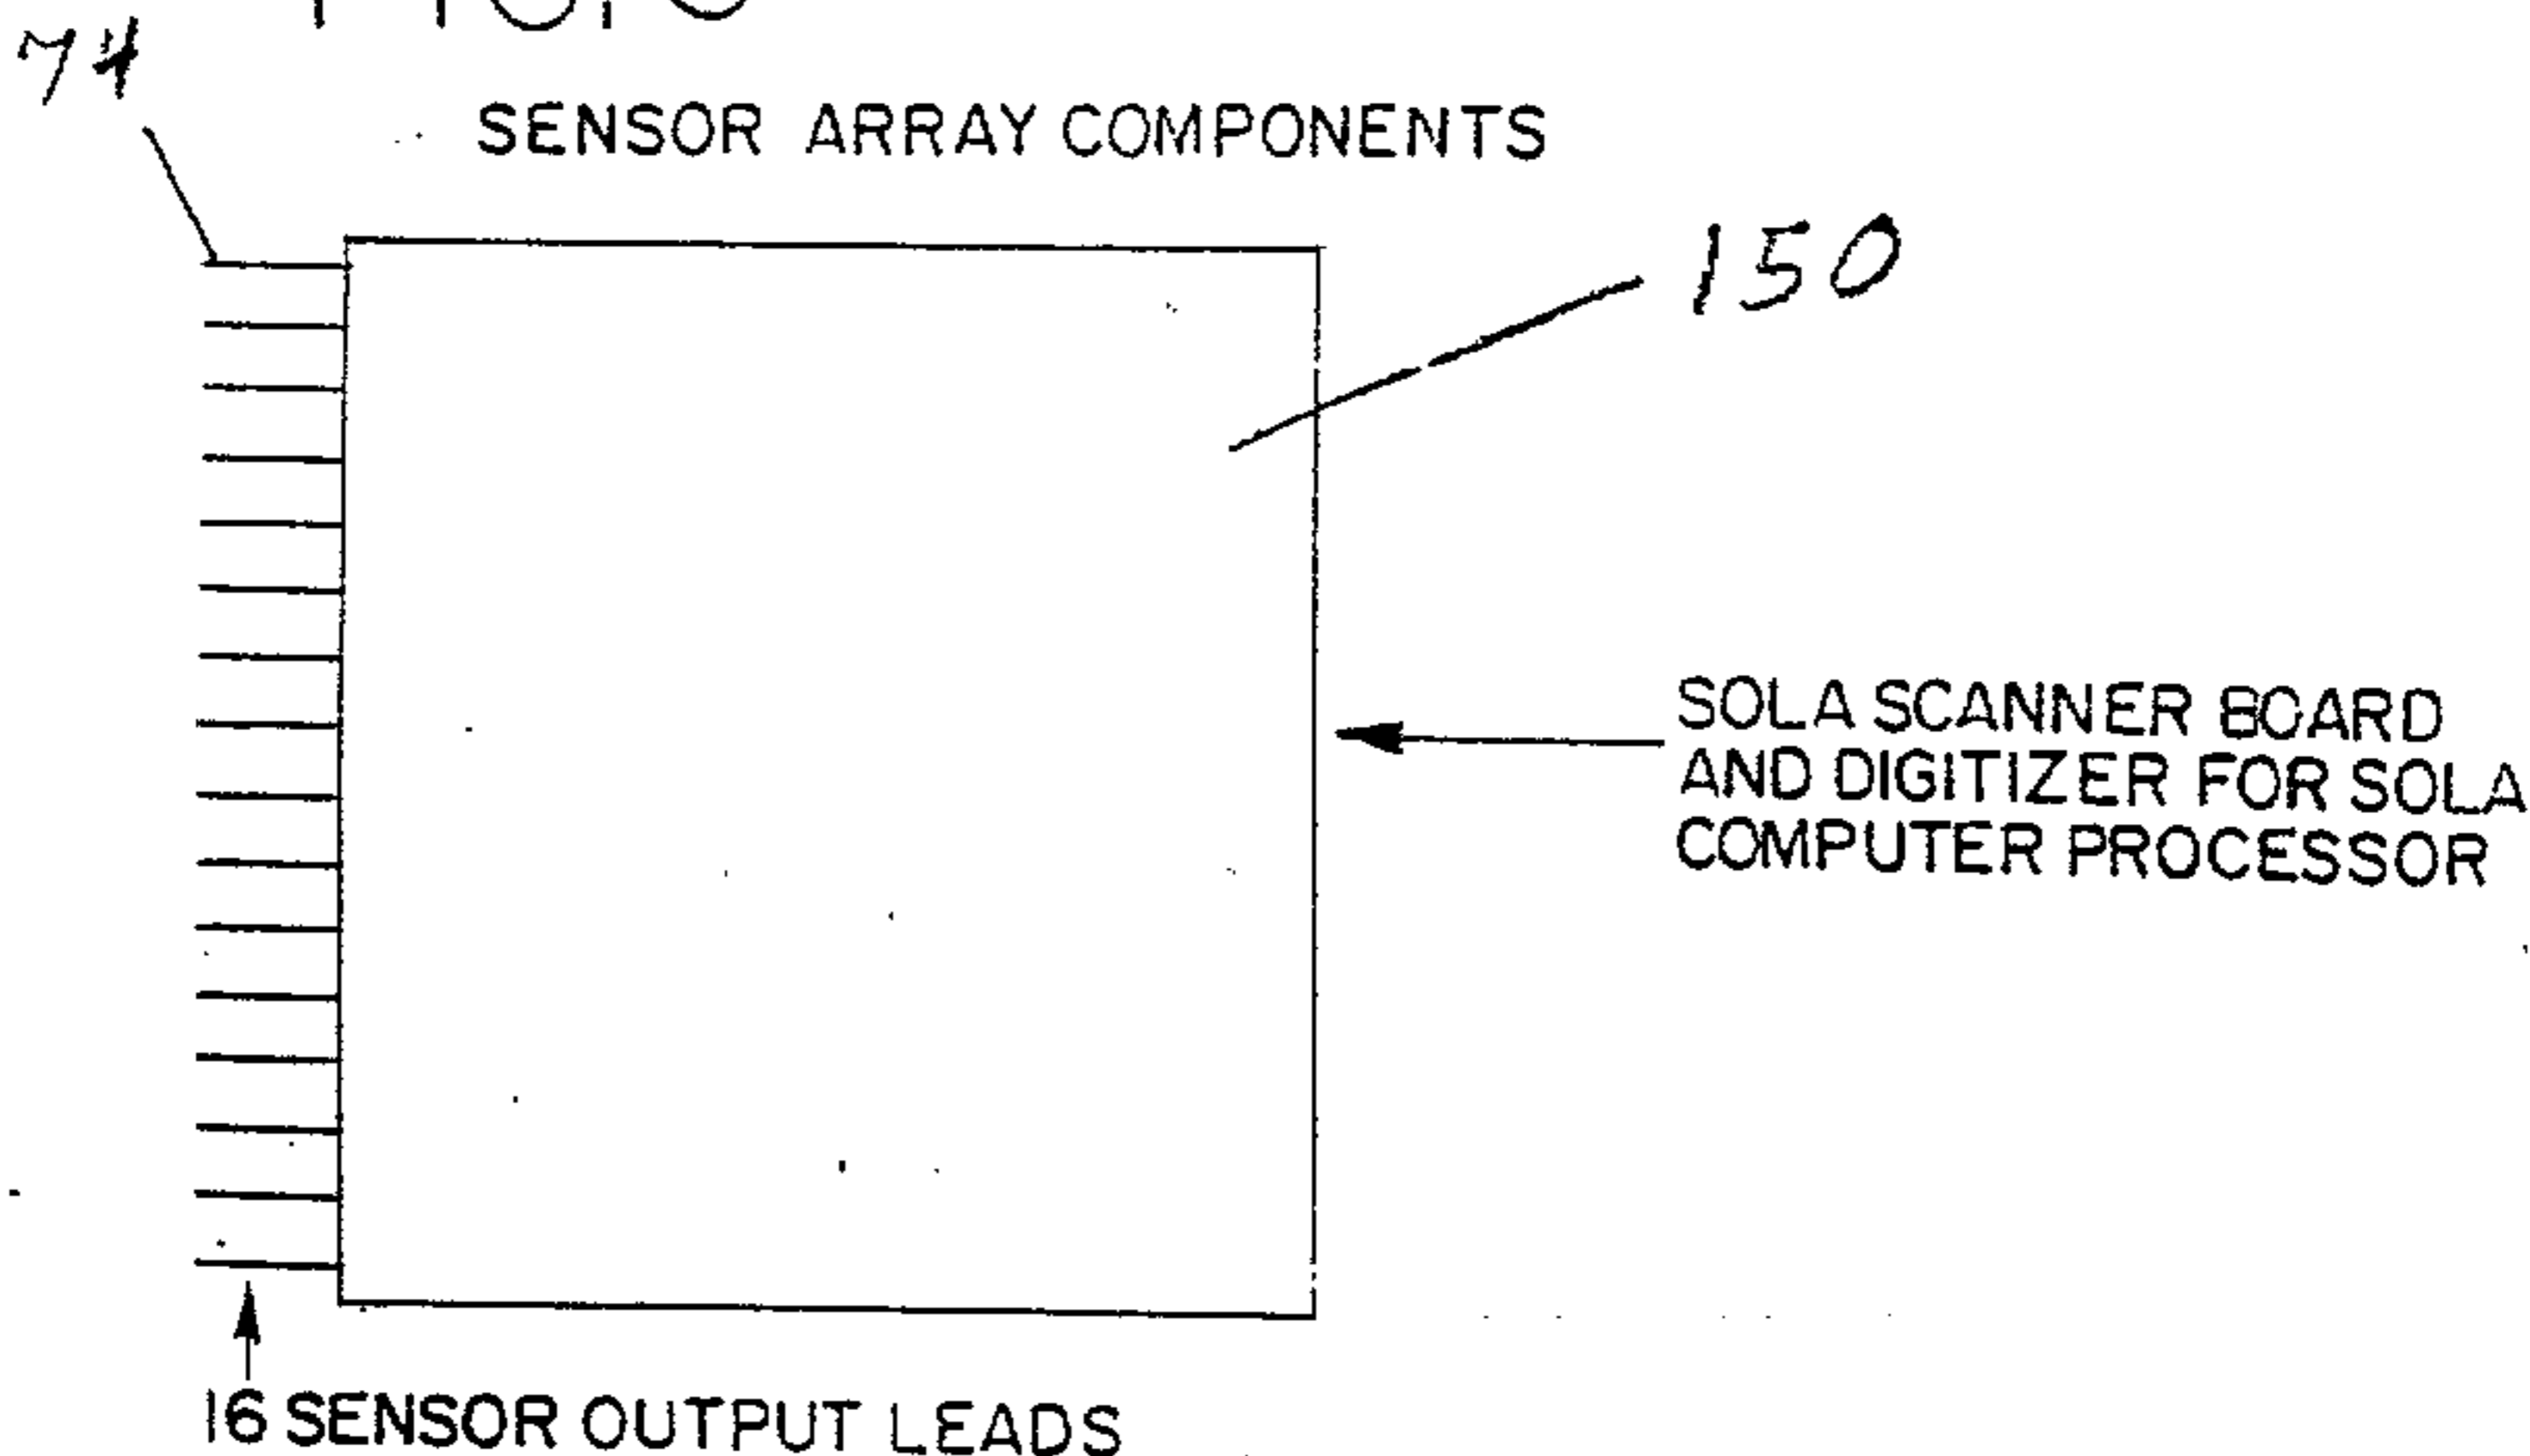 74
SENSOR ARRAY COMPONENTS
150
SOLA SCANNER BOARD
AND DIGITIZER FOR SOLA
COMPUTER PROCESSOR
16 SENSOR OUTPUT LEADS